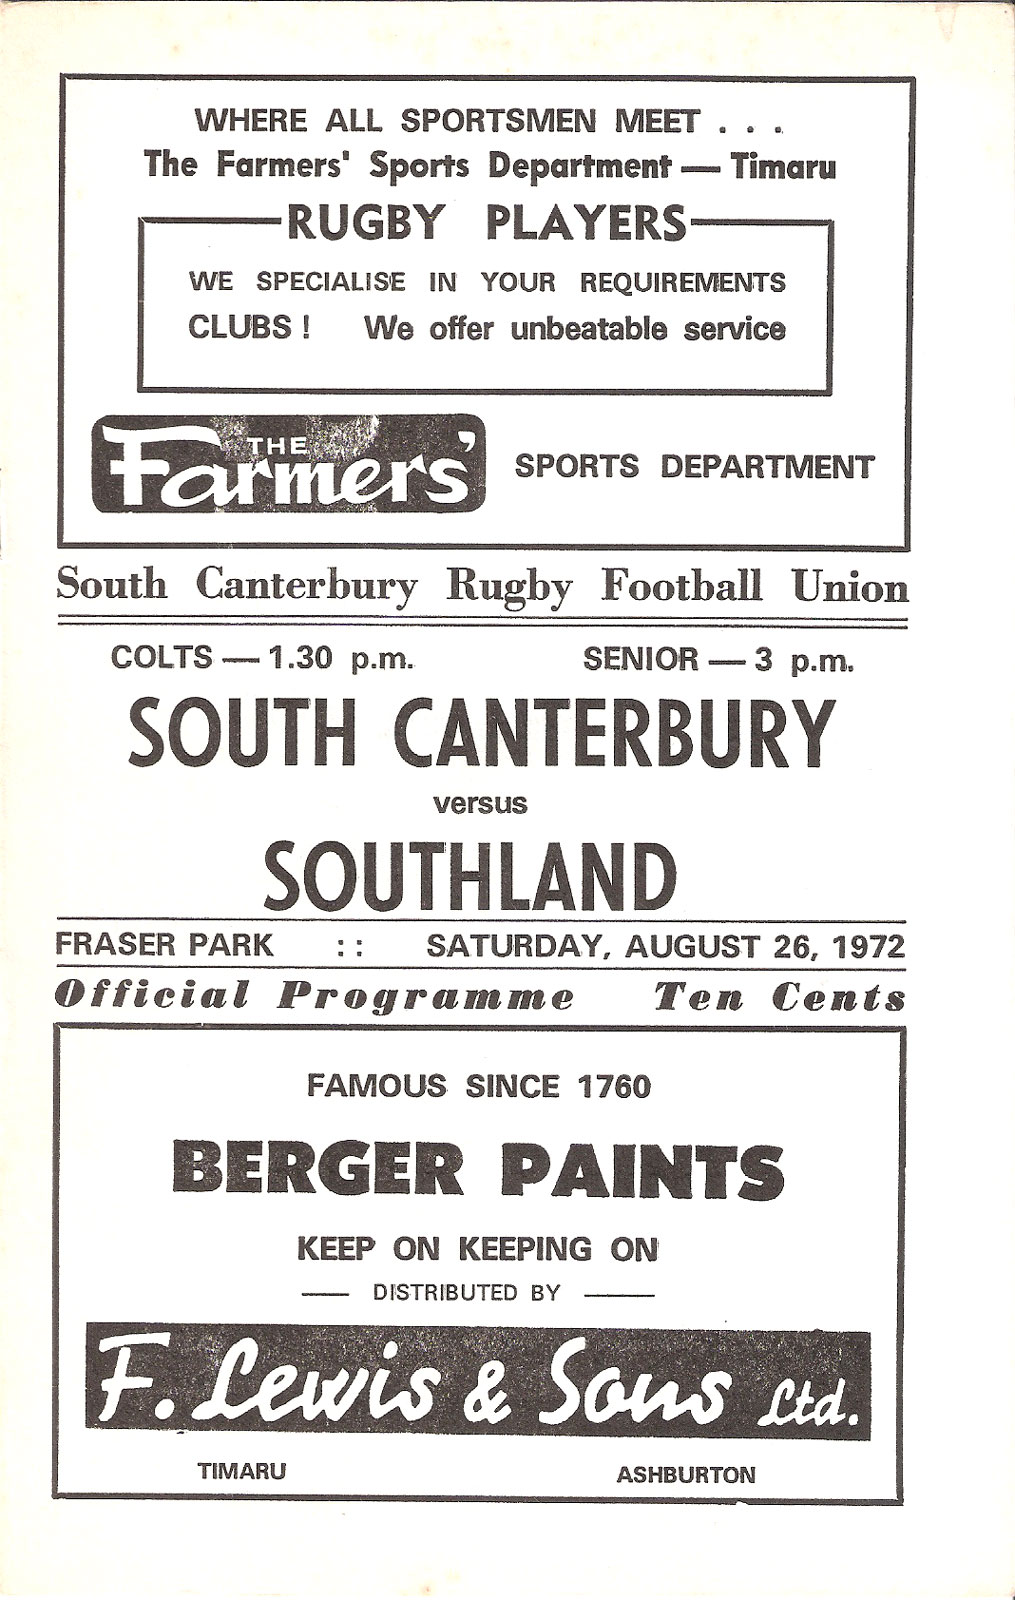 WHERE ALL SPORTSMEN MEET . . .
The Farmers' Sports Department — Timaru
RUGBY PLAYERS
WE SPECIALISE IN YOUR REQUIREMENTS
CLUBS ! We offer unbeatable service
THE
Farmers'
SPORTS DEPARTMENT
South Canterbury Rugby Football Union
COLTS — 1.30 p.m. SENIOR — 3 p.m.
SOUTH CANTERBURY
versus
SOUTHLAND
FRASER PARK :: SATURDAY, AUGUST 26, 1972
Official Programme Ten Cents
FAMOUS SINCE 1760
BERGER PAINTS
KEEP ON KEEPING ON
— DISTRIBUTED BY —
F. Lewis & Sons Ltd.
TIMARU ASHBURTON